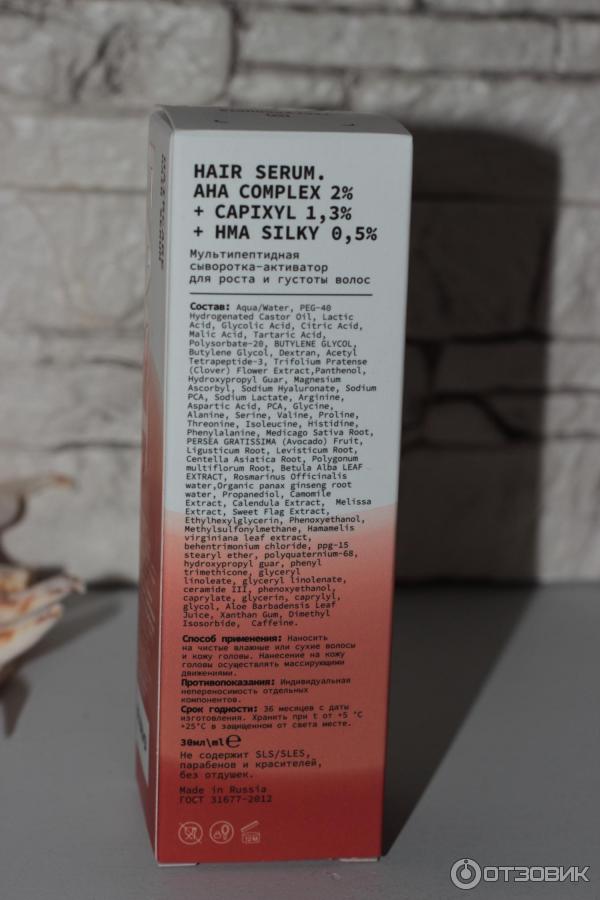 HAIR SERUM.
AHA COMPLEX 2%
+ CAPIXYL 1,3%
+ HMA SILKY 0,5%
Мультипептидная
сыворотка-активатор
для роста и густоты волос
Состав: Aqua/Water, PEG-40
Hydrogenated Castor Oil, Lactic
Acid, Glycolic Acid, Citric Acid,
Malic Acid, Tartaric Acid,
Polysorbate-20, BUTYLENE GLYCOL,
Butylene Glycol, Dextran, Acetyl
Tetrapeptide-3, Trifolium Pratense
(Clover) Flower Extract,Panthenol,
Hydroxypropyl Guar, Magnesium
Ascorbyl, Sodium Hyaluronate, Sodium
PCA, Sodium Lactate, Arginine,
Aspartic Acid, PCA, Glycine,
Alanine, Serine, Valine, Proline,
Threonine, Isoleucine, Histidine,
Phenylalanine, Medicago Sativa Root,
PERSEA GRATISSIMA (Avocado) Fruit,
Ligusticum Root, Levisticum Root,
Centella Asiatica Root, Polygonum
multiflorum Root, Betula Alba LEAF
EXTRACT, Rosmarinus Officinalis
water,Organic panax ginseng root
water, Propanediol, Camomile
Extract, Calendula Extract, Melissa
Extract, Sweet Flag Extract,
Ethylhexylglycerin, Phenoxyethanol,
Methylsulfonylmethane, Hamamelis
virginiana leaf extract,
behentrimonium chloride, ppg-15
stearyl ether, polyquaternium-68,
hydroxypropyl guar, phenyl
trimethicone, glyceryl
linoleate, glyceryl linolenate,
ceramide III, phenoxyethanol,
caprylate, glycerin, caprylyl,
glycol, Aloe Barbadensis Leaf
Juice, Xanthan Gum, Dimethyl
Isosorbide, Caffeine.
Способ применения: Наносить
на чистые влажные или сухие волосы
и кожу головы. Нанесение на кожу
головы осуществлять массирующими
движениями.
Противопоказания: Индивидуальная
непереносимость отдельных
компонентов.
Срок годности: 36 месяцев с даты
изготовления. Хранить при t от +5 °C
+25°C в защищенном от света месте.
30мл\ml ℮
Не содержит SLS/SLES,
парабенов и красителей,
без отдушек.
Made in Russia
ГОСТ 31677-2012
12M
ОТЗОВИК